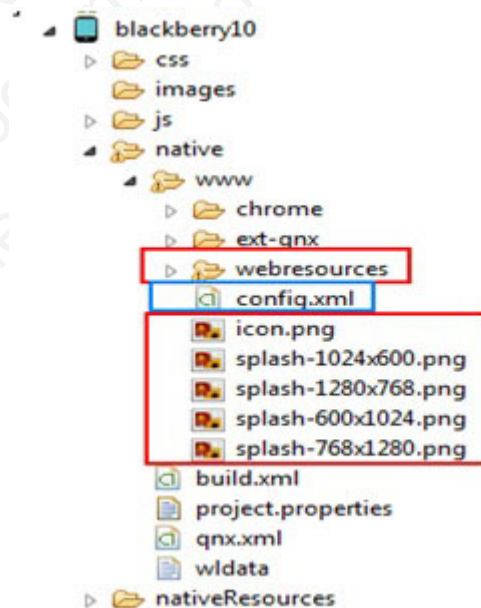 blackberry10
css
images
js
native
www
chrome
ext-qnx
webresources
config.xml
icon.png
splash-1024x600.png
splash-1280x768.png
splash-600x1024.png
splash-768x1280.png
build.xml
project.properties
qnx.xml
wldata
nativeResources